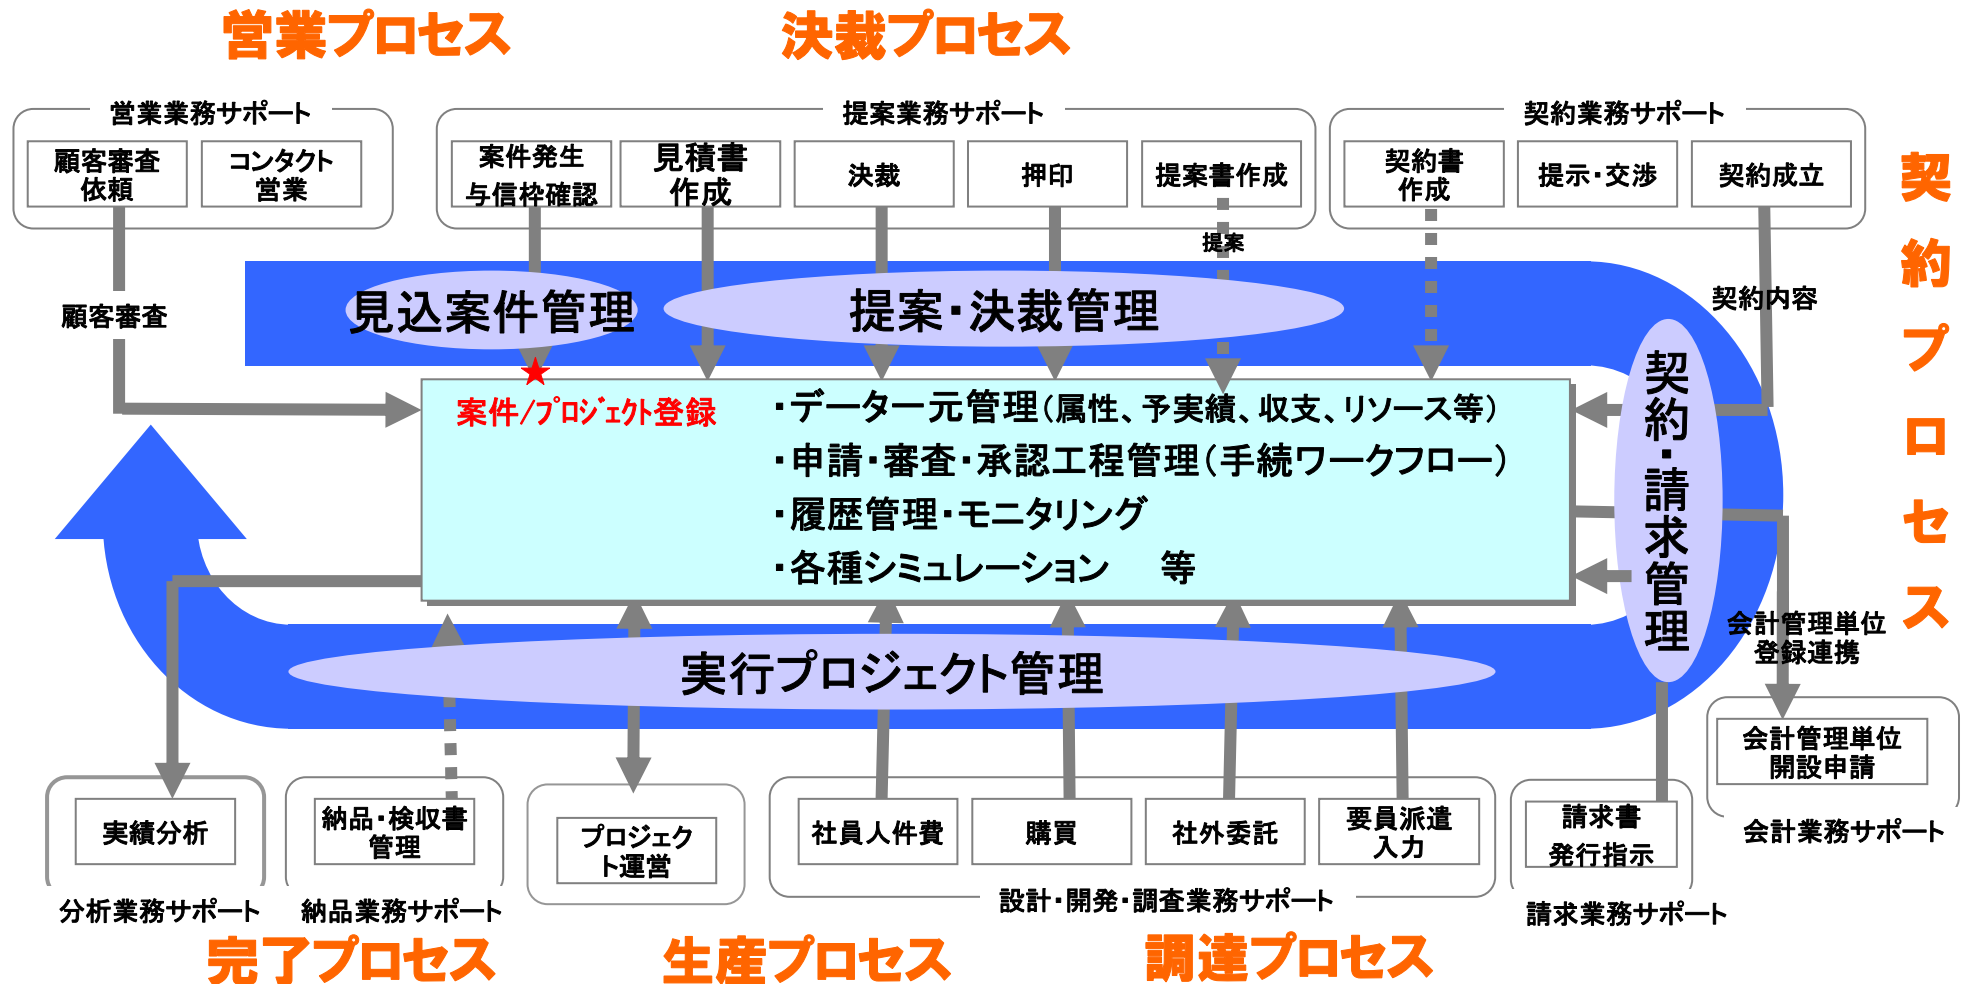 営業プロセス
決裁プロセス
営業業務サポート
提案業務サポート
契約業務サポート
顧客審査
依頼
コンタクト
営業
案件発生
与信枠確認
見積書
作成
決裁
押印
提案書作成
契約書
作成
提示・交渉
契約成立
契約プロセス
提案
顧客審査
見込案件管理
提案・決裁管理
契約内容
契約・請求管理
案件/プロジェクト登録
・データ一元管理（属性、予実績、収支、リソース等）
・申請・審査・承認工程管理（手続ワークフロー）
・履歴管理・モニタリング
・各種シミュレーション　等
会計管理単位
登録連携
実行プロジェクト管理
会計管理単位
開設申請
会計業務サポート
実績分析
納品・検収書
管理
プロジェク
ト運営
社員人件費
購買
社外委託
要員派遣
入力
請求書
発行指示
分析業務サポート
納品業務サポート
設計・開発・調査業務サポート
請求業務サポート
完了プロセス
生産プロセス
調達プロセス